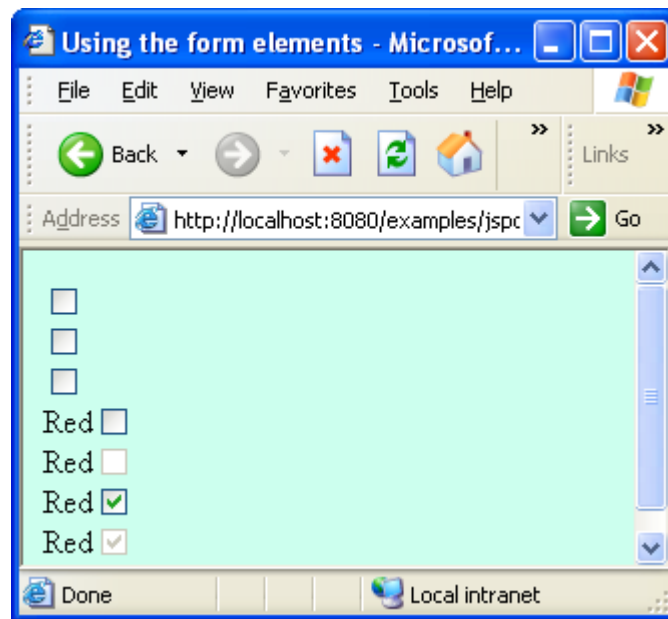 Using the form elements - Microsof...
File Edit View Favorites Tools Help
Back » Links »
Address http://localhost:8080/examples/jspc Go
Red
Red
Red
Red
Done Local intranet